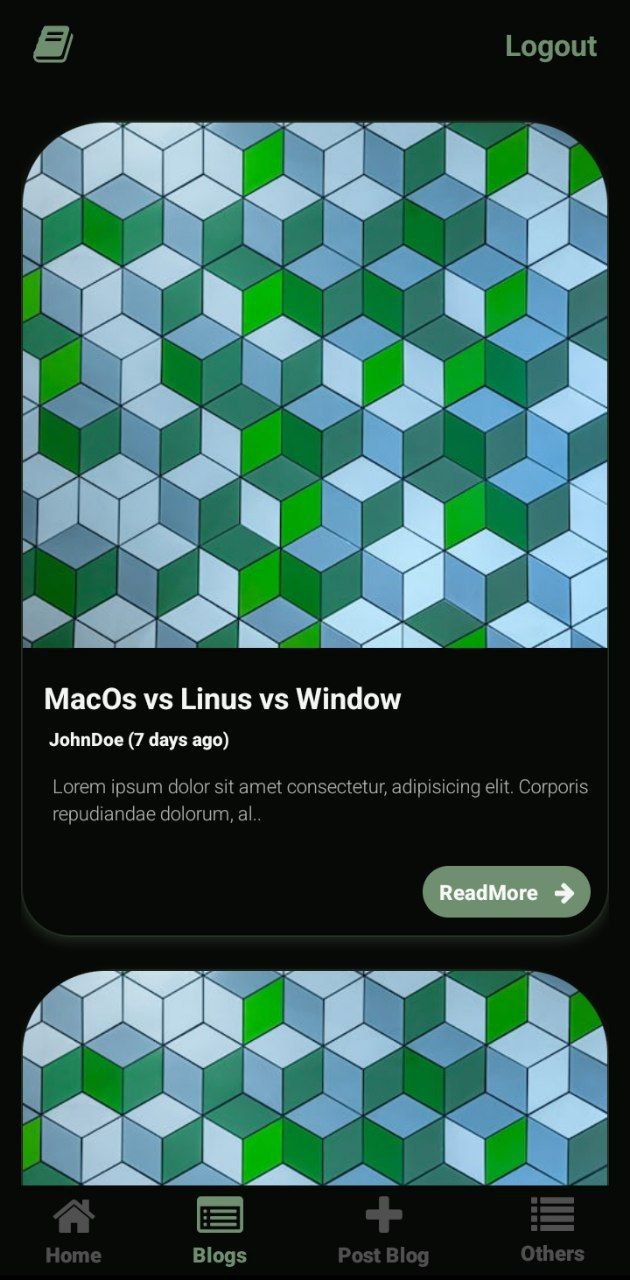 Logout
MacOs vs Linus vs Window
JohnDoe (7 days ago)
Lorem ipsum dolor sit amet consectetur, adipisicing elit. Corporis
repudiandae dolorum, al..
ReadMore
Home Blogs Post Blog Others